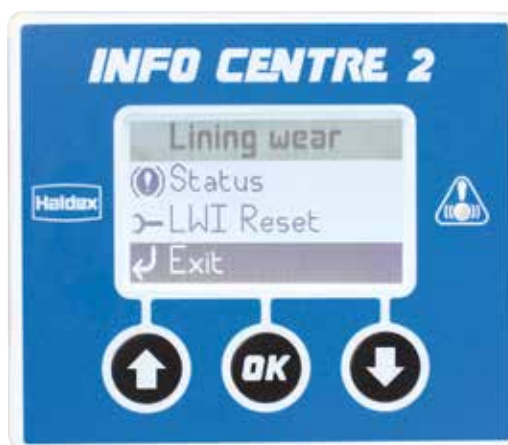 INFO CENTRE 2
Lining wear
Status
Haldex
LWI Reset
Exit
OK